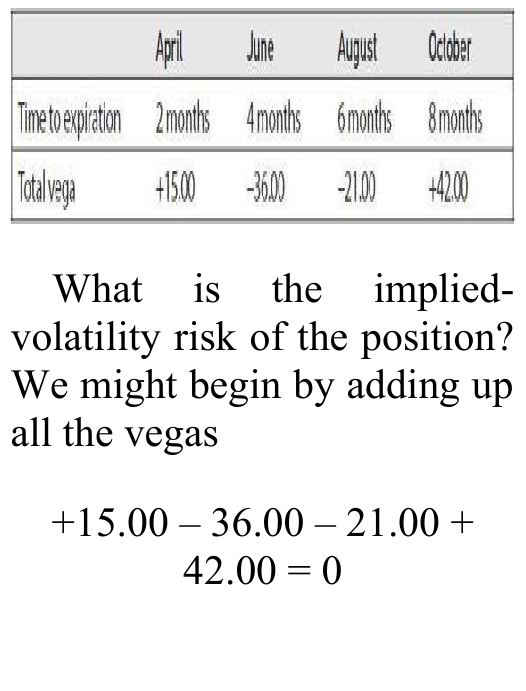 April June August October
Time to expiration 2 months 4 months 6 months 8 months
Total vega +15.00 –36.00 –21.00 +42.00
What is the implied-
volatility risk of the position?
We might begin by adding up
all the vegas
+15.00 – 36.00 – 21.00 +
42.00 = 0